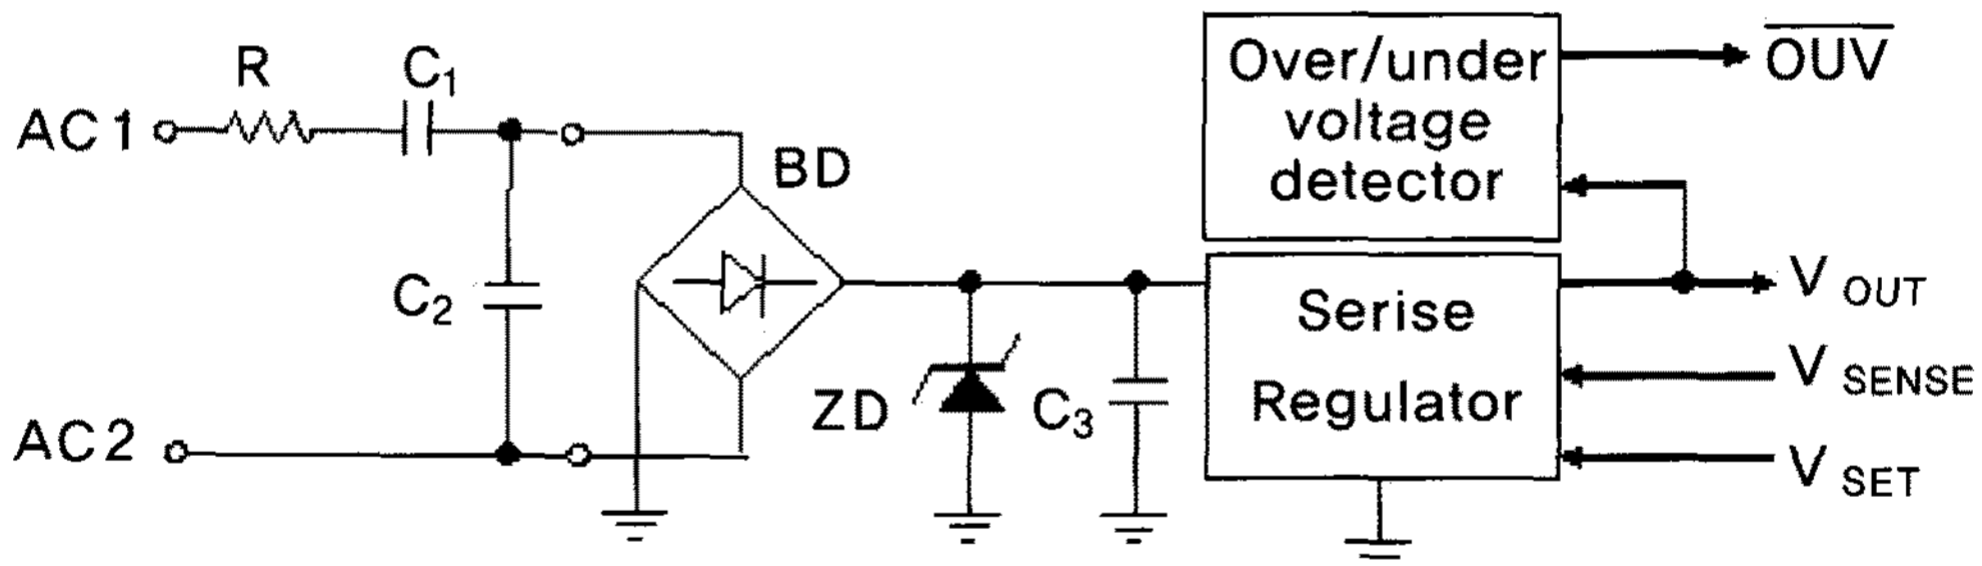 R
C1
AC1
BD
C2
AC2
ZD
C3
Over/under
voltage
detector
OUV
Serise
Regulator
V OUT
V SENSE
V SET